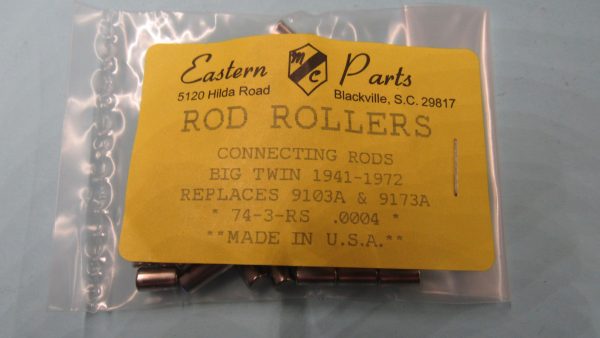 Eastern MC Parts
5120 Hilda Road Blackville, S.C. 29817
ROD ROLLERS
CONNECTING RODS
BIG TWIN 1941-1972
REPLACES 9103A & 9173A
* 74-3-RS .0004 *
**MADE IN U.S.A.**